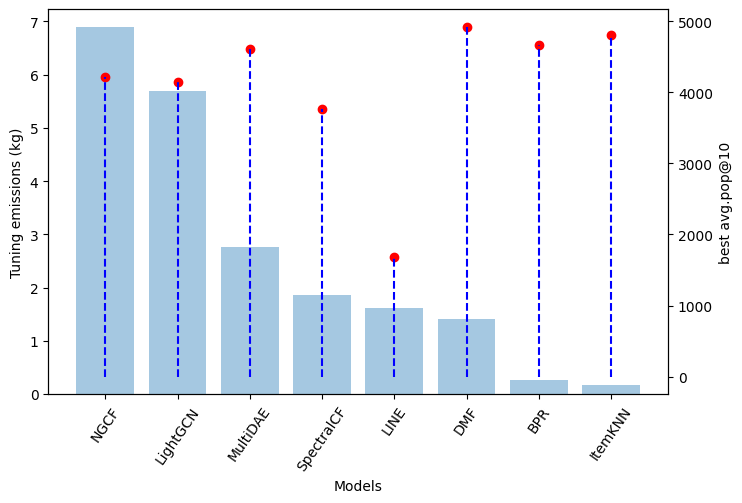 7
6
5
4
3
2
1
0
Tuning emissions (kg)
5000
4000
3000
2000
1000
0
best avg.pop@10
NGCF
LightGCN
MultiDAE
SpectralCF
LINE
DMF
BPR
ItemKNN
Models